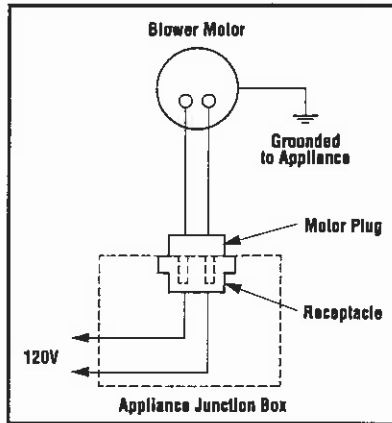 Blower Motor
Grounded
to Appliance
Motor Plug
Receptacle
120V
Appliance Junction Box